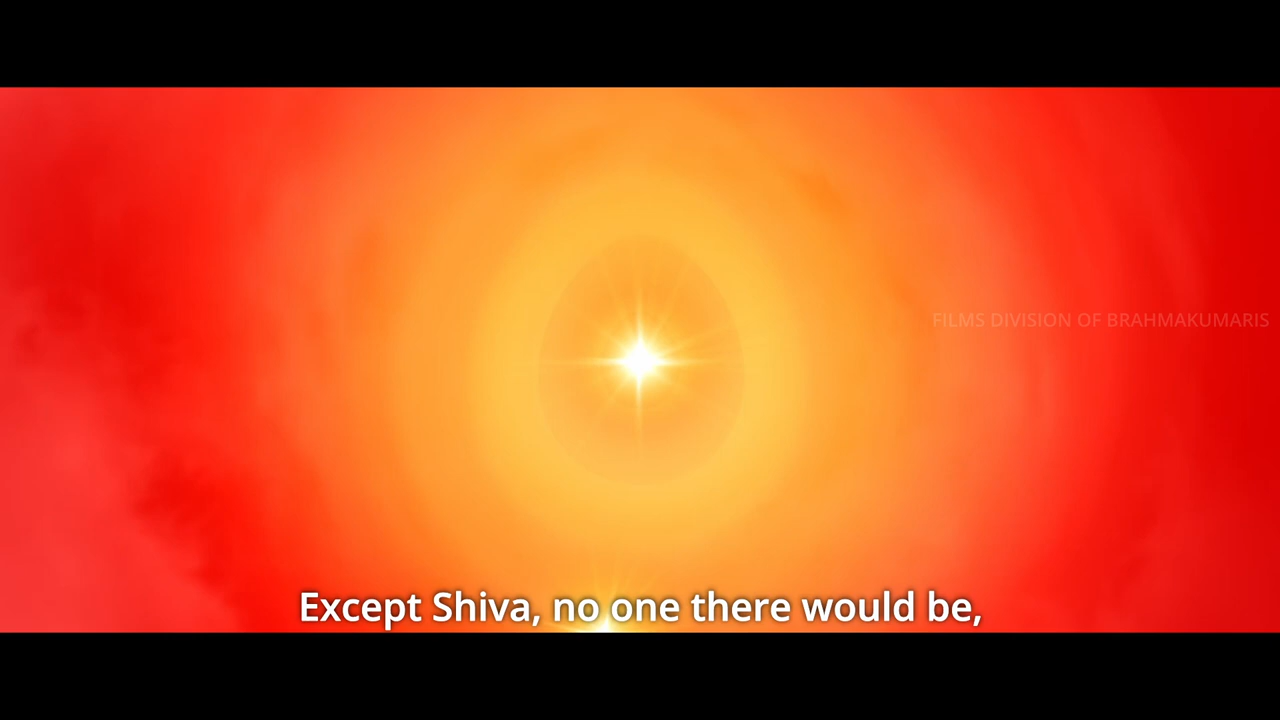 FILMS DIVISION OF BRAHMAKUMARIS
Except Shiva, no one there would be,